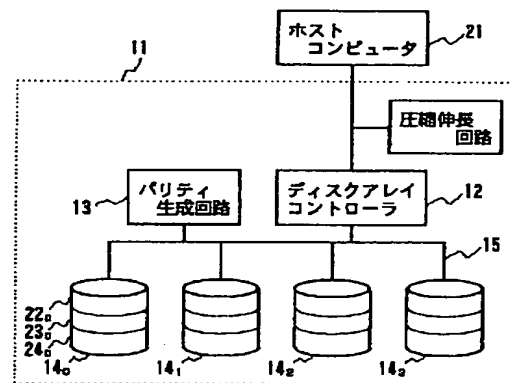 11
ホスト
コンピュータ
21
圧縮伸長
回路
パリティ
生成回路
13
ディスクアレイ
コントローラ
12
15
22₀
23₀
24₀
14₀
14₁
14₂
14₃